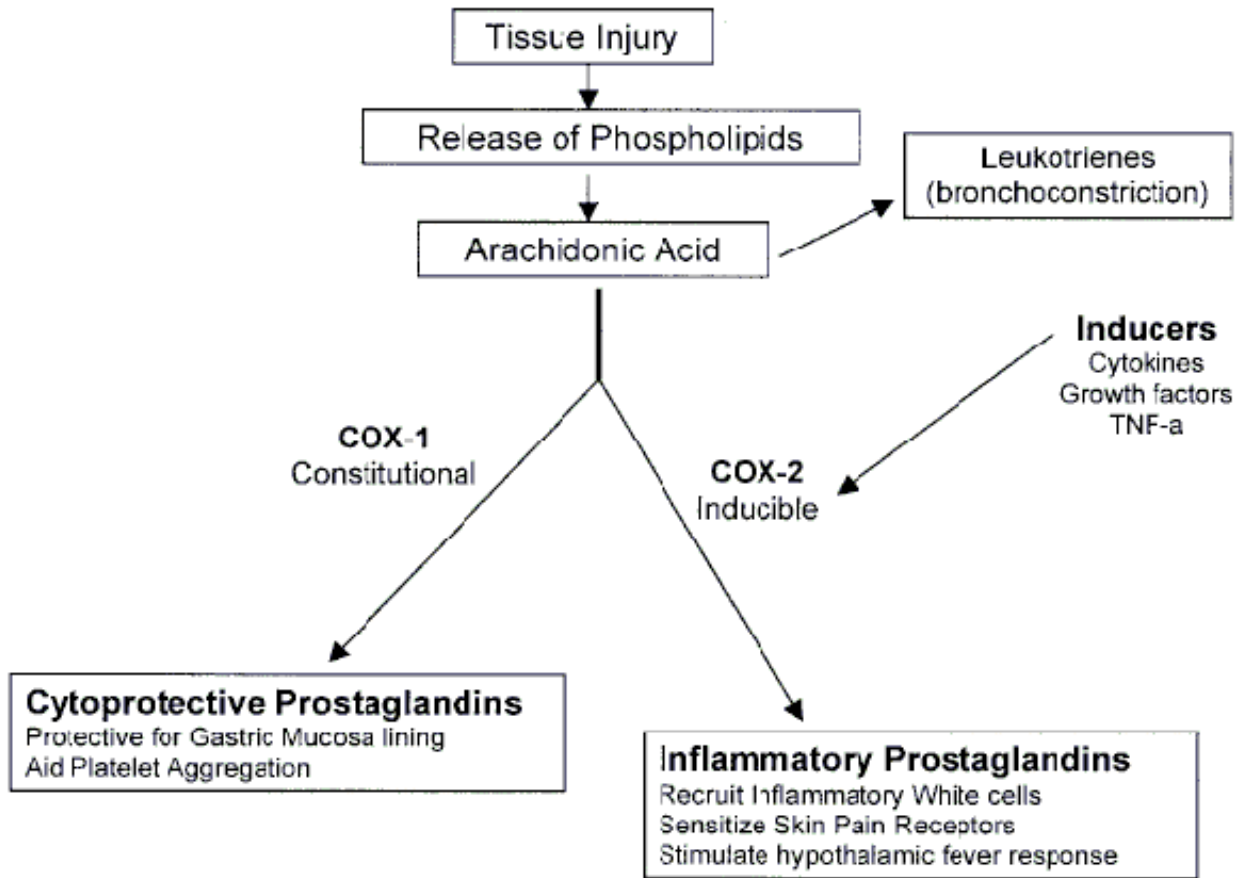 Tissue Injury
Release of Phospholipids
Leukotrienes
(bronchoconstriction)
Arachidonic Acid
Inducers
Cytokines
Growth factors
TNF-a
COX-1
Constitutional
COX-2
Inducible
Cytoprotective Prostaglandins
Protective for Gastric Mucosa lining
Aid Platelet Aggregation
Inflammatory Prostaglandins
Recruit Inflammatory White cells
Sensitize Skin Pain Receptors
Stimulate hypothalamic fever response